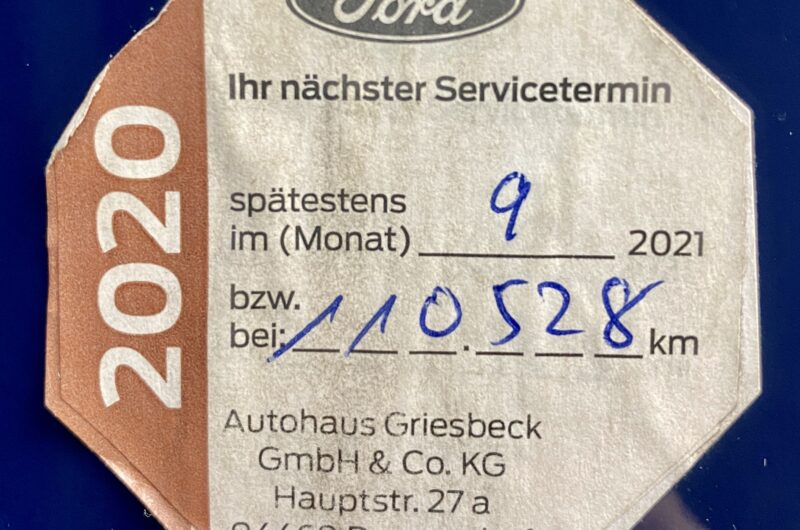 Ford
2020
Ihr nächster Servicetermin
spätestens
im (Monat) 9 2021
bzw.
bei: 110.528 km
Autohaus Griesbeck
GmbH & Co. KG
Hauptstr. 27 a